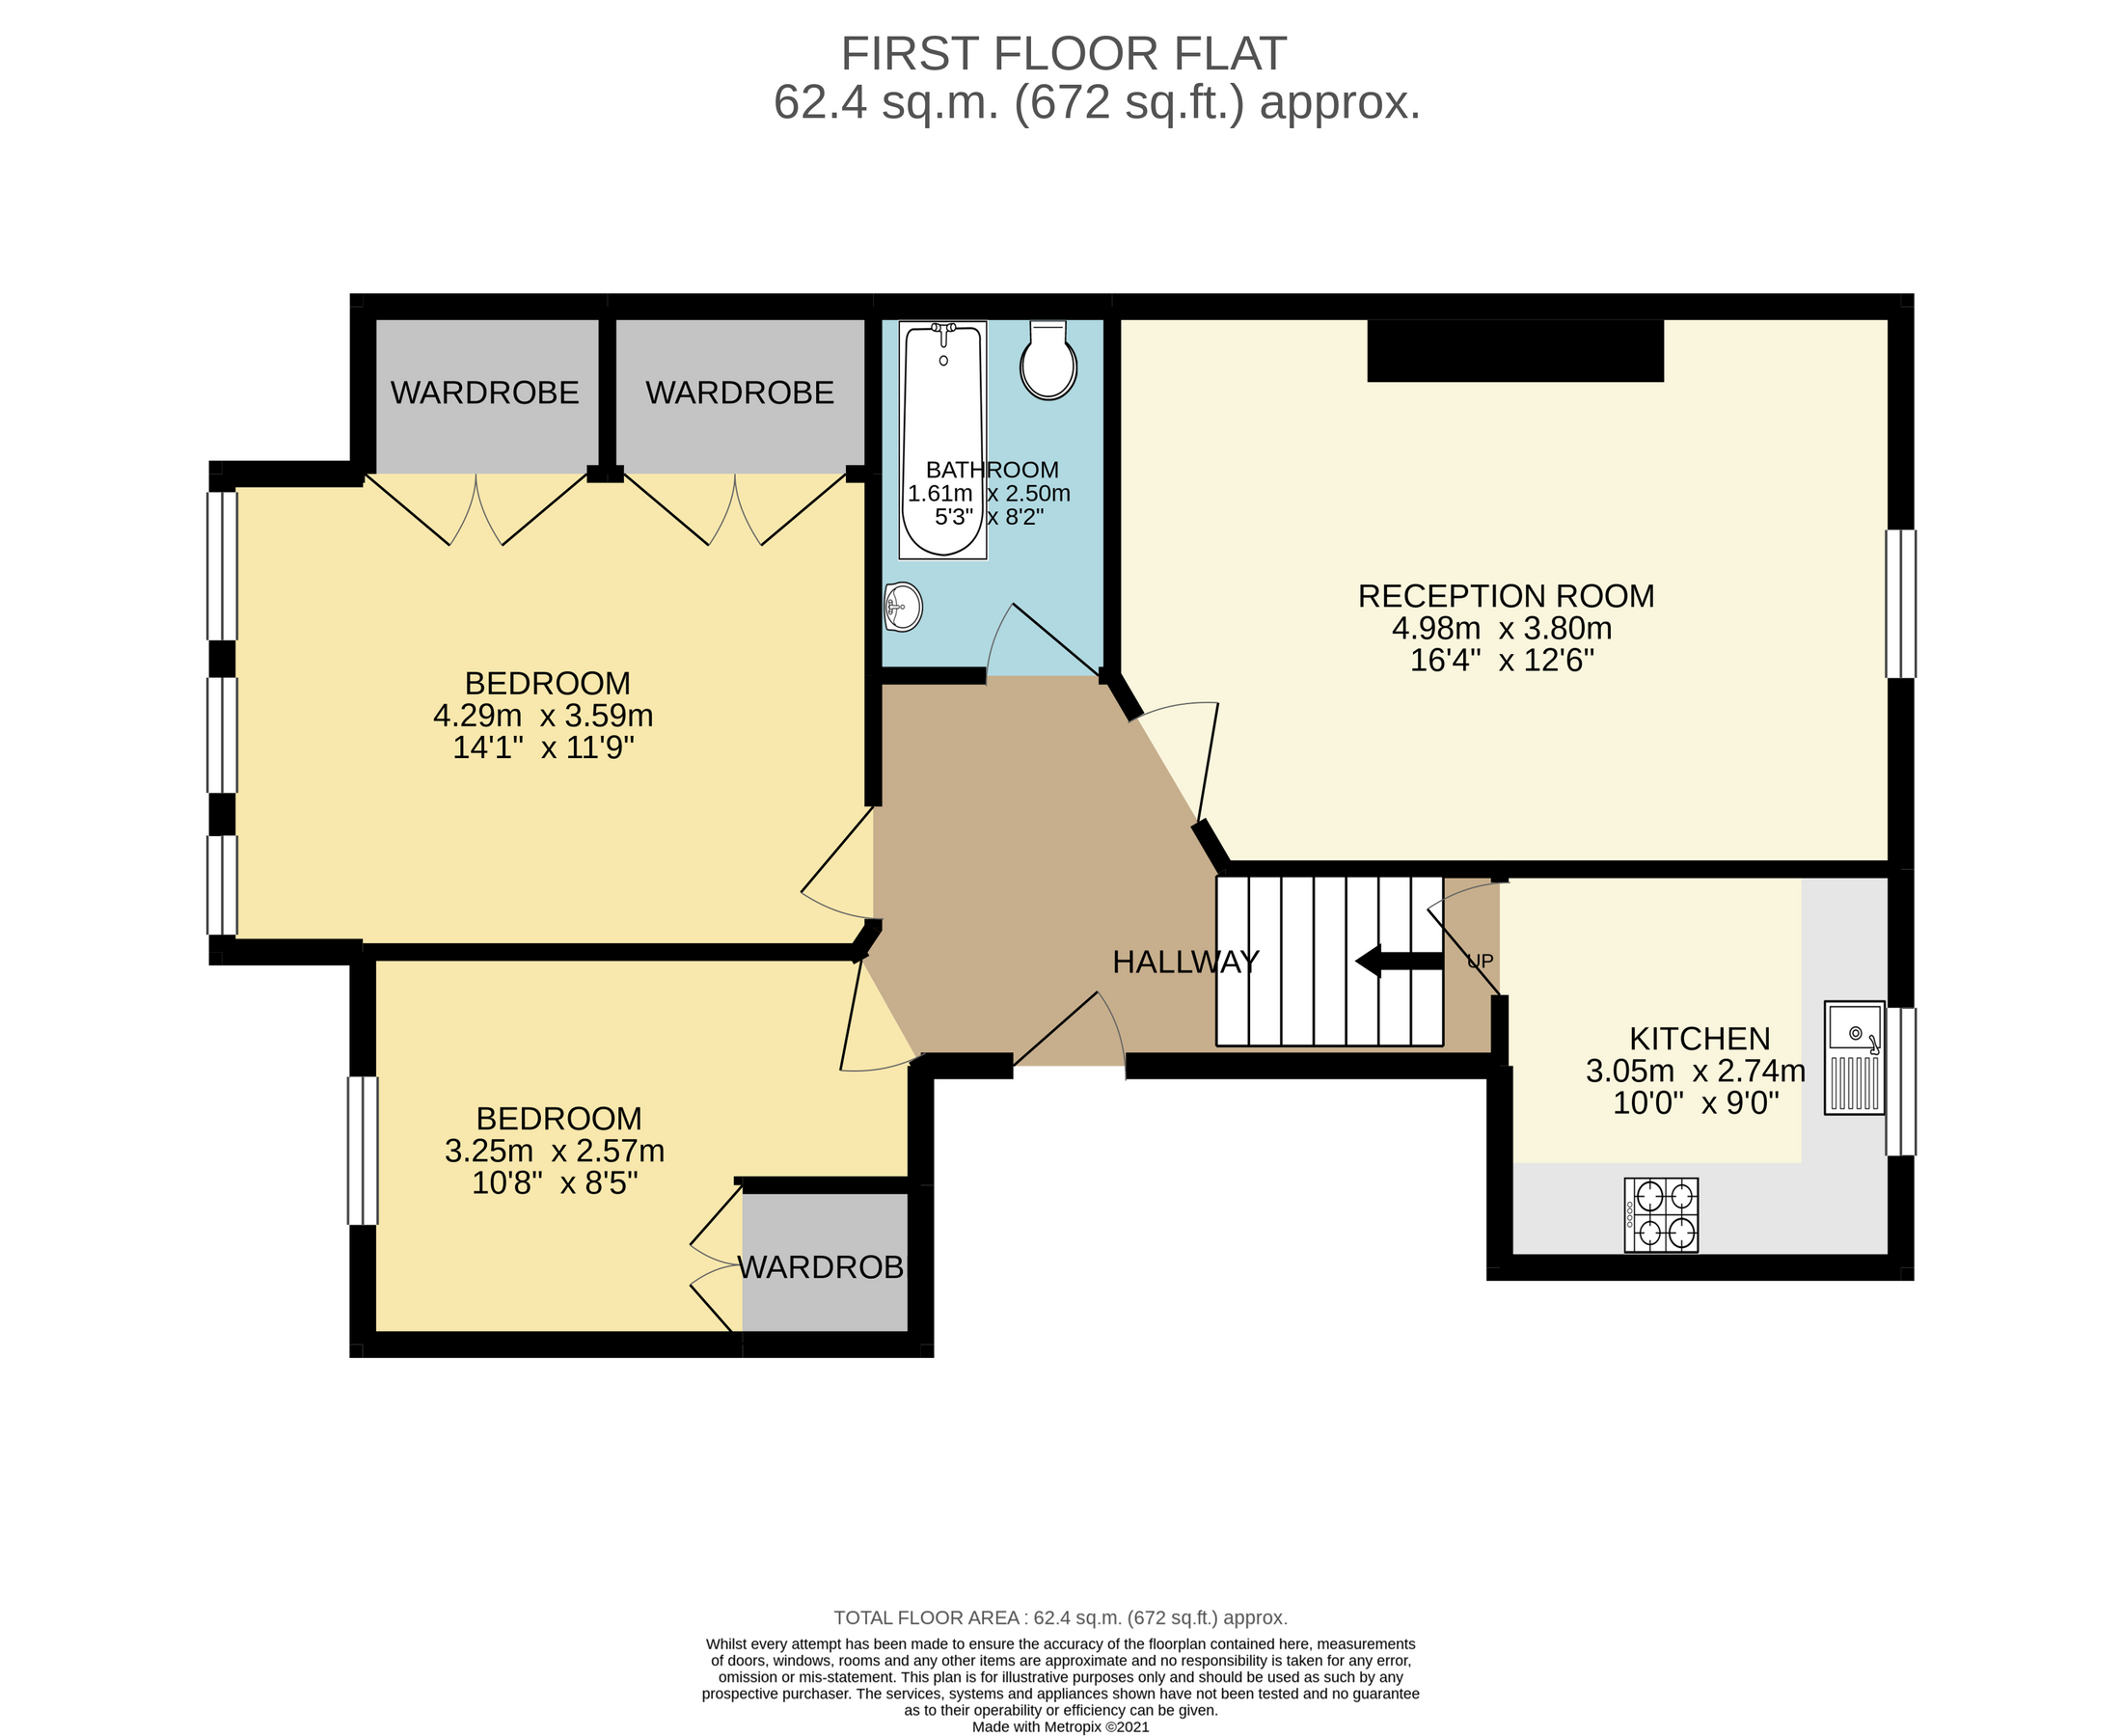 FIRST FLOOR FLAT
62.4 sq.m. (672 sq.ft.) approx.
WARDROBE
WARDROBE
BATHROOM
1.61m x 2.50m
5'3" x 8'2"
RECEPTION ROOM
4.98m x 3.80m
16'4" x 12'6"
BEDROOM
4.29m x 3.59m
14'1" x 11'9"
HALLWAY
UP
KITCHEN
3.05m x 2.74m
10'0" x 9'0"
BEDROOM
3.25m x 2.57m
10'8" x 8'5"
WARDROB
TOTAL FLOOR AREA : 62.4 sq.m. (672 sq.ft.) approx.
Whilst every attempt has been made to ensure the accuracy of the floorplan contained here, measurements
of doors, windows, rooms and any other items are approximate and no responsibility is taken for any error,
omission or mis-statement. This plan is for illustrative purposes only and should be used as such by any
prospective purchaser. The services, systems and appliances shown have not been tested and no guarantee
as to their operability or efficiency can be given.
Made with Metropix ©2021